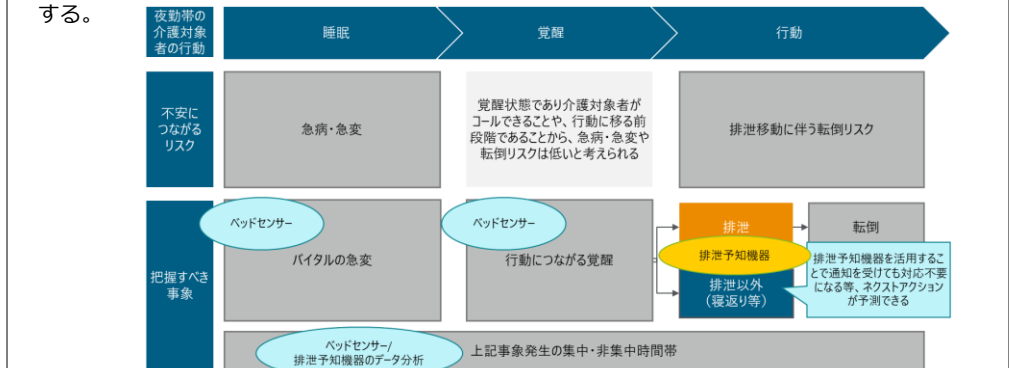 する。
夜勤帯の
介護対象
者の行動
睡眠
覚醒
行動
不安に
つながる
リスク
急病・急変
覚醒状態であり介護対象者が
コールできることや、行動に移る前
段階であることから、急病・急変や
転倒リスクは低いと考えられる
排泄移動に伴う転倒リスク
把握すべき
事象
ベッドセンサー
バイタルの急変
ベッドセンサー
行動につながる覚醒
排泄
排泄予知機器
排泄以外
（寝返り等）
転倒
排泄予知機器を活用するこ
とで通知を受けても対応不要
になる等、ネクストアクション
が予測できる
ベッドセンサー/
排泄予知機器のデータ分析
上記事象発生の集中・非集中時間帯